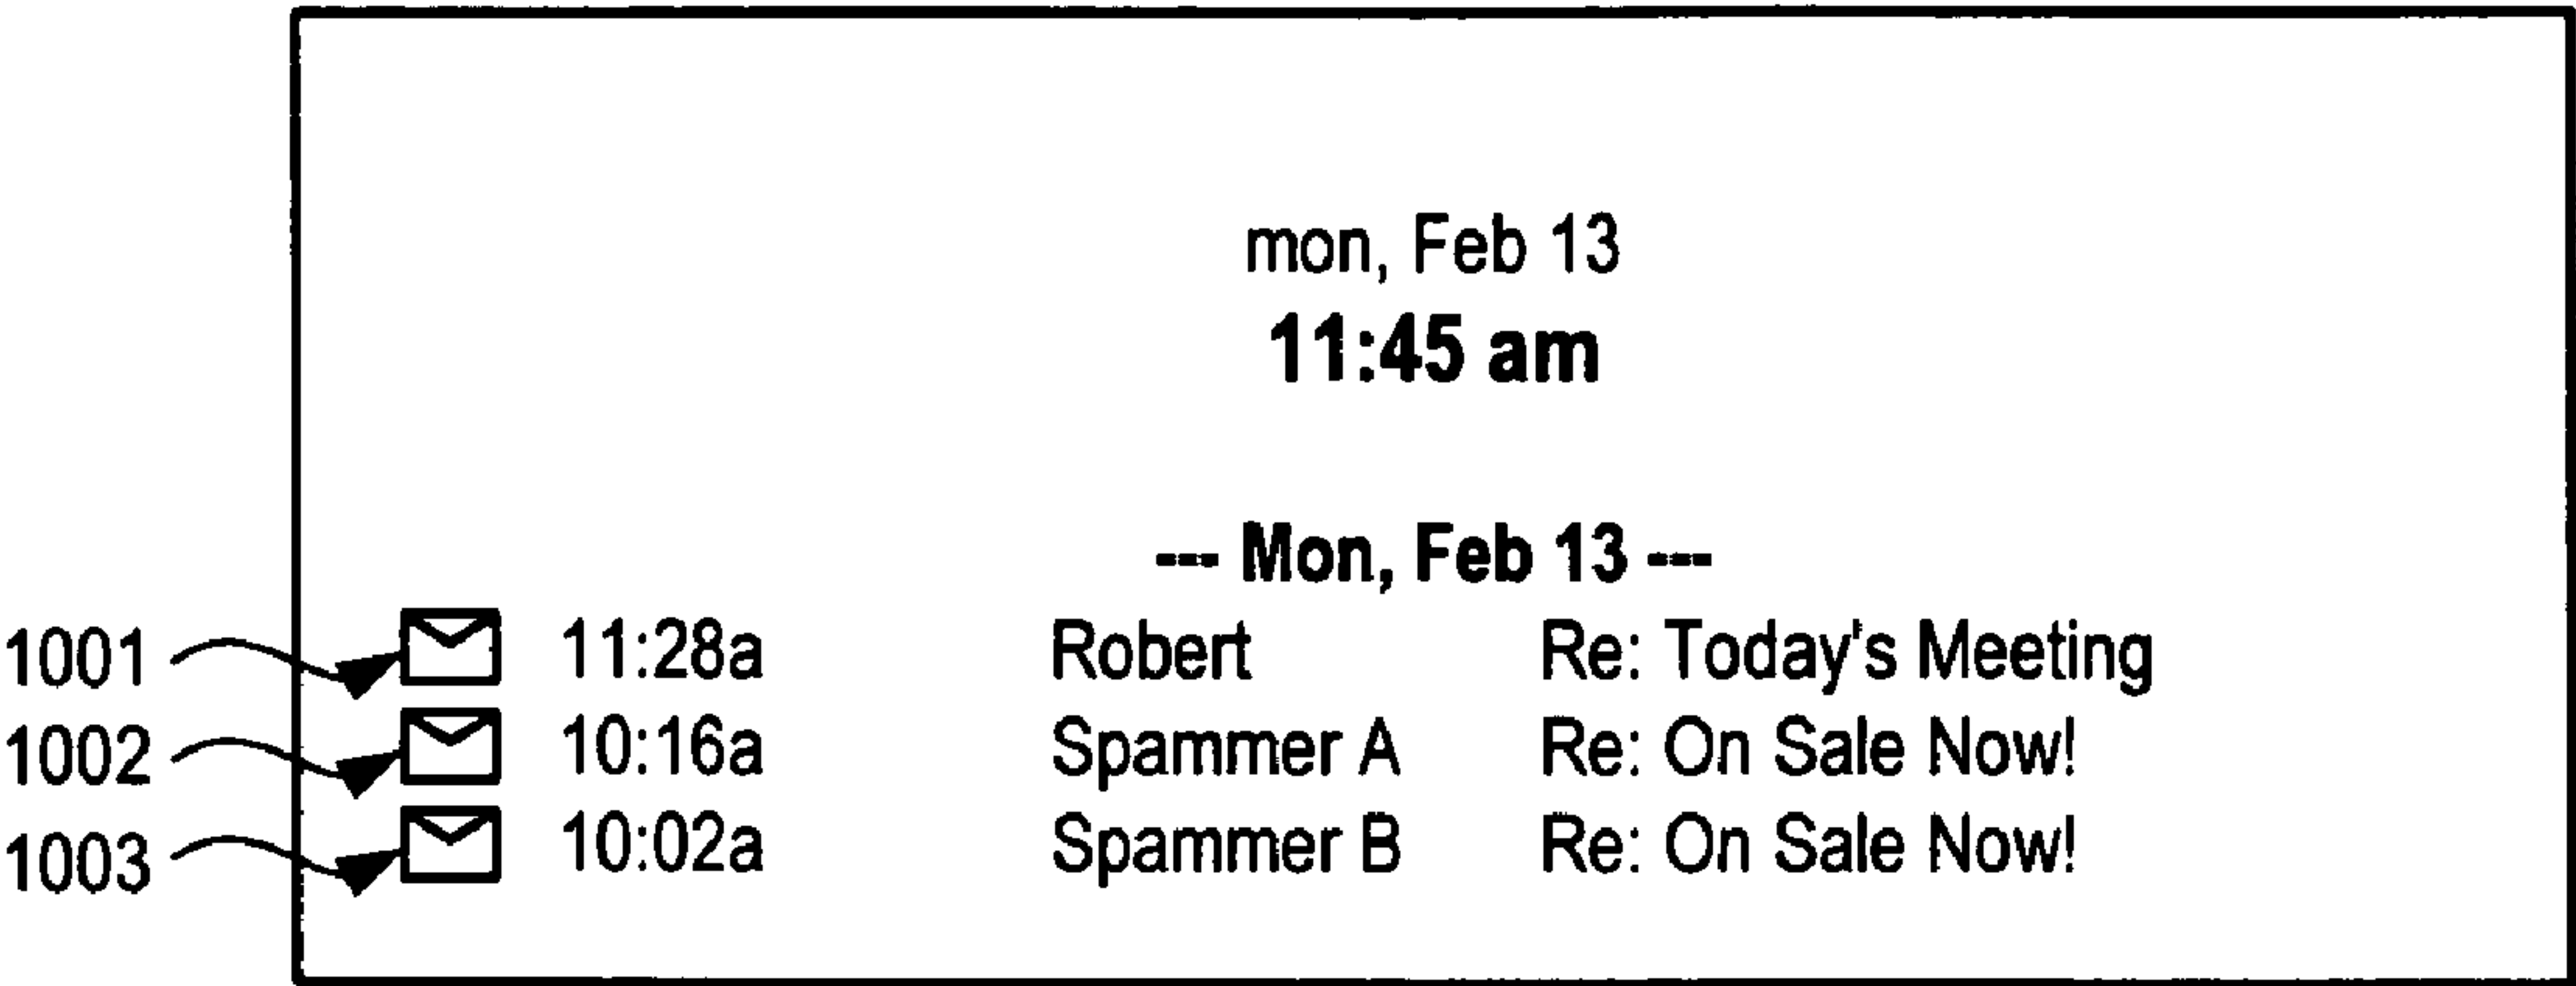 mon, Feb 13
11:45 am
--- Mon, Feb 13 ---
1001 11:28a Robert Re: Today's Meeting
1002 10:16a Spammer A Re: On Sale Now!
1003 10:02a Spammer B Re: On Sale Now!